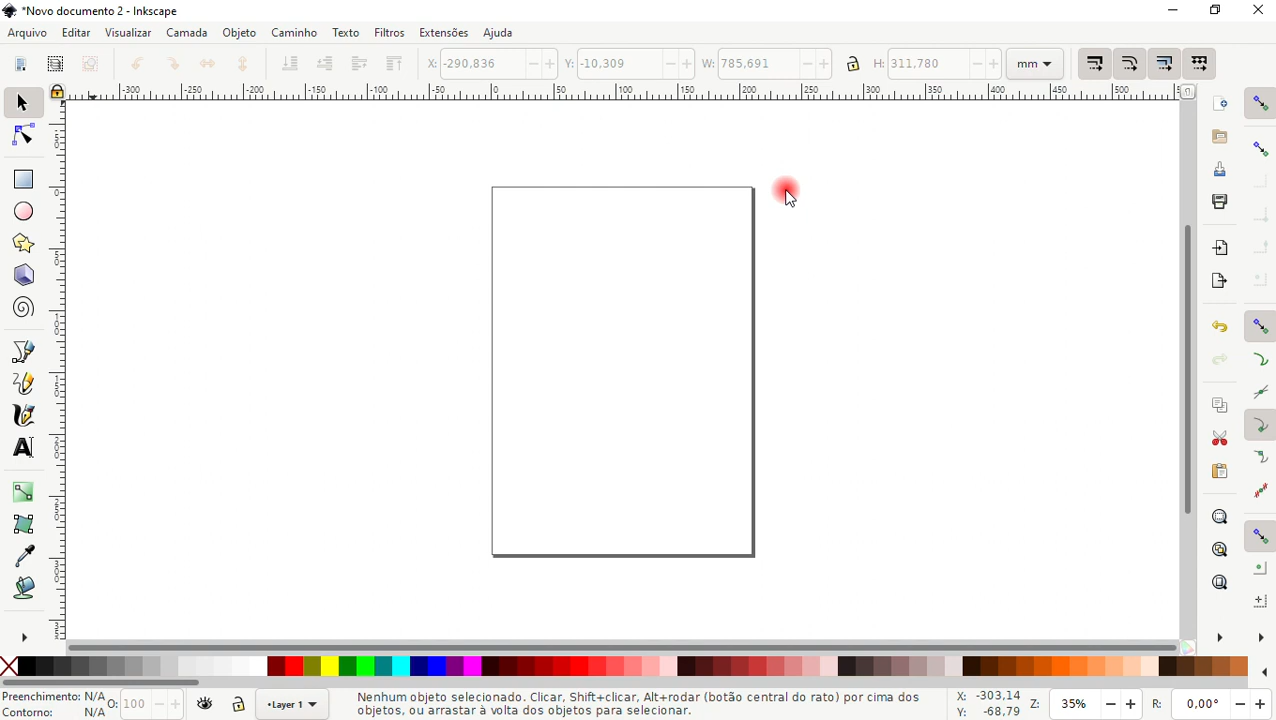 *Novo documento 2 - Inkscape
Arquivo Editar Visualizar Camada Objeto Caminho Texto Filtros Extensões Ajuda
X: -290,836 Y: -10,309 W: 785,691 H: 311,780 mm
-300 -250 -200 -150 -100 -50 0 50 100 150 200 250 300 350 400 450 500
Preenchimento: N/A O: 100 •Layer 1 Nenhum objeto selecionado. Clicar, Shift+clicar, Alt+rodar (botão central do rato) por cima dos X: -303,14 Z: 35% R: 0,00°
Contorno: N/A objetos, ou arrastar à volta dos objetos para selecionar. Y: -68,79